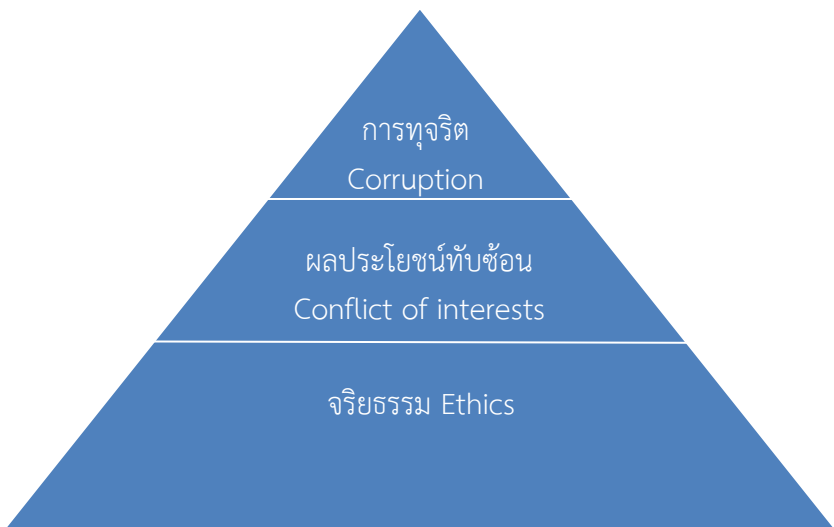 การทุจริต
Corruption
ผลประโยชน์ทับซ้อน
Conflict of interests
จริยธรรม Ethics